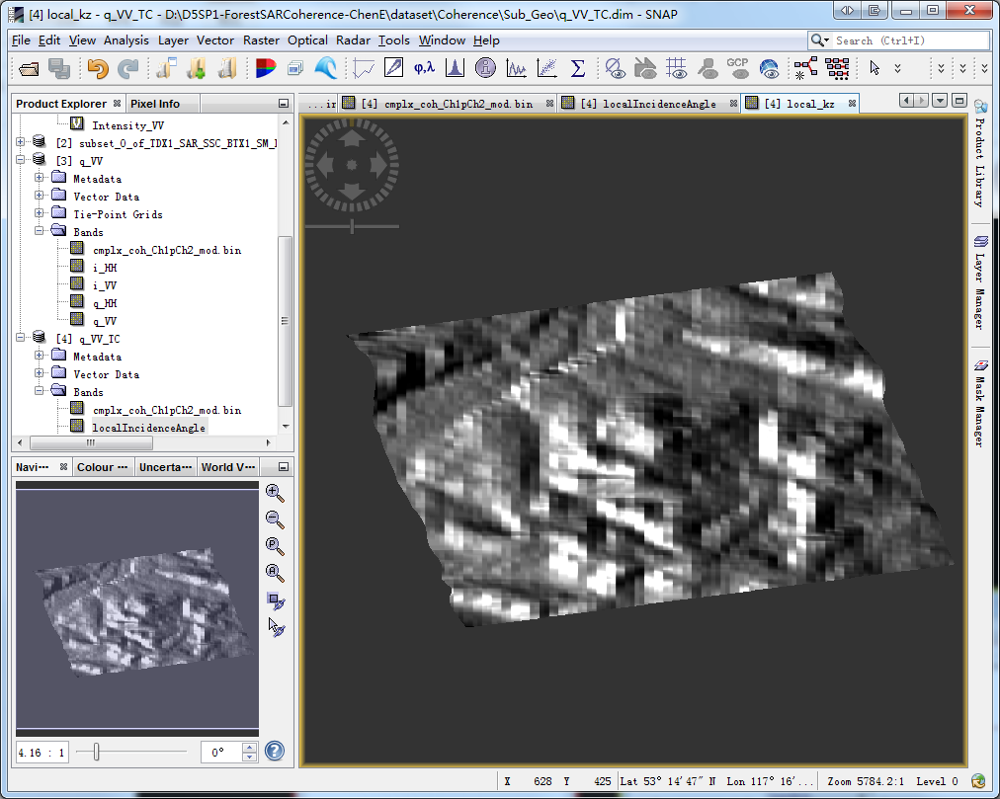 [4] local_kz - q_VV_TC - D:\D5SP1-ForestSARCoherence-ChenE\dataset\Coherence\Sub_Geo\q_VV_TC.dim - SNAP
File Edit View Analysis Layer Vector Raster Optical Radar Tools Window Help
Search (Ctrl+I)
φ,λ
Σ
GCP
Product Explorer Pixel Info
...ir [4] cmplx_coh_Ch1pCh2_mod.bin [4] localIncidenceAngle [4] local_kz
Intensity_VV
[2] subset_0_of_TDX1_SAR_SSC_BTX1_SM_
[3] q_VV
Metadata
Vector Data
Tie-Point Grids
Bands
cmplx_coh_Ch1pCh2_mod.bin
i_HH
i_VV
q_HH
q_VV
[4] q_VV_TC
Metadata
Vector Data
Bands
cmplx_coh_Ch1pCh2_mod.bin
localIncidenceAngle
Product Library
Layer Manager
Mask Manager
Navi··· Colour ··· Uncerta··· World V···
4.16 : 1
0°
X 628 Y 425 Lat 53° 14'47" N Lon 117° 16'... Zoom 5784.2:1 Level 0